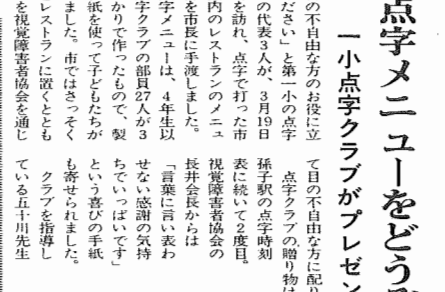 点字メニューをどう
一小点字クラブがプレゼン
の不自由な方のお役に立
ださい」と第一小の点字
の代表3人が、3月19日
を訪れ、点字で打った市
内のレストランのメニュ
を市長に手渡しました。
字メニューは、4年生以
字クラブの部員27人が3
かりで作ったもので、製
紙を使って子どもたちが
ました。市ではさっそく
レストランに置くととも
を視覚障害者協会を通じ
て目の不自由な方に配り
点字クラブの贈り物は
孫子駅の点字時刻
表に続いて2度目。
視覚障害者協会の
長井会長からは
「言葉に言い表わ
せない感謝の気持
ちでいっぱいです」
という喜びの手紙
も寄せられました。
クラブを指導し
ている五十川先生